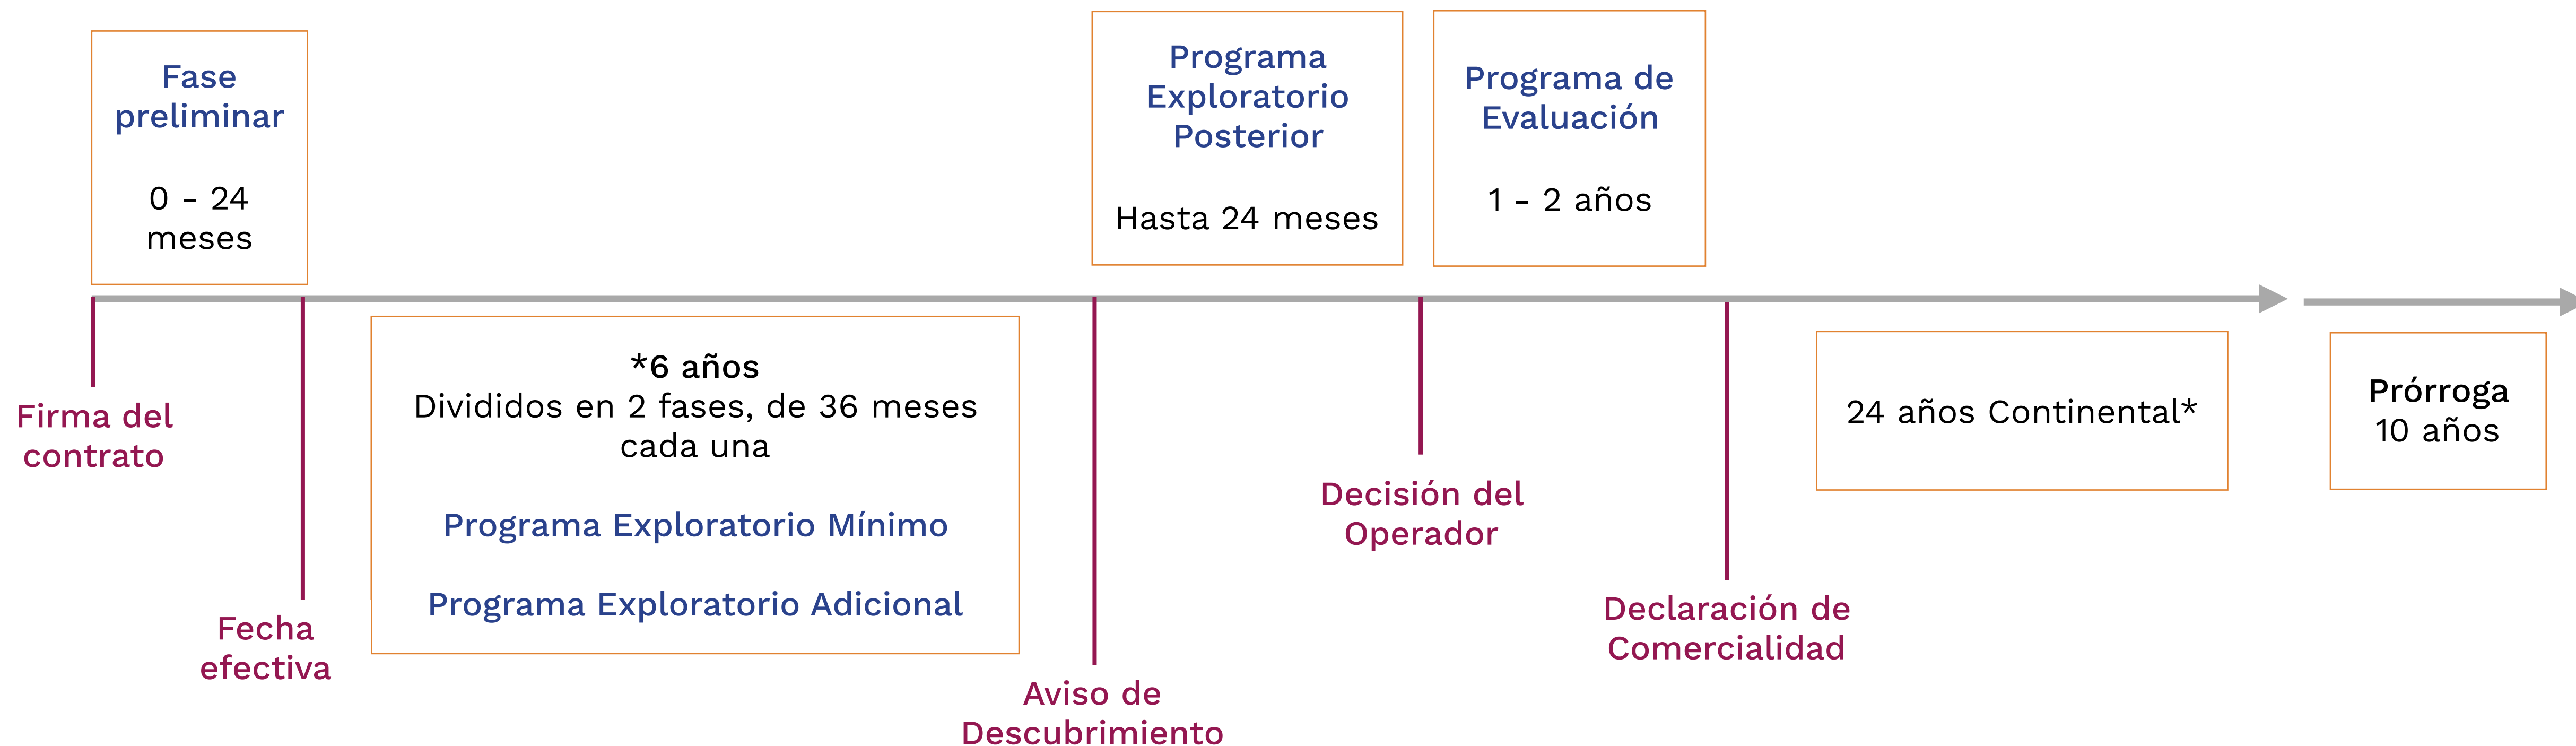 Fase
preliminar
0 - 24
meses
Programa
Exploratorio
Posterior
Hasta 24 meses
Programa de
Evaluación
1 - 2 años
Firma del
contrato
Fecha
efectiva
*6 años
Divididos en 2 fases, de 36 meses
cada una
Programa Exploratorio Mínimo
Programa Exploratorio Adicional
Aviso de
Descubrimiento
Decisión del
Operador
Declaración de
Comercialidad
24 años Continental*
Prórroga
10 años